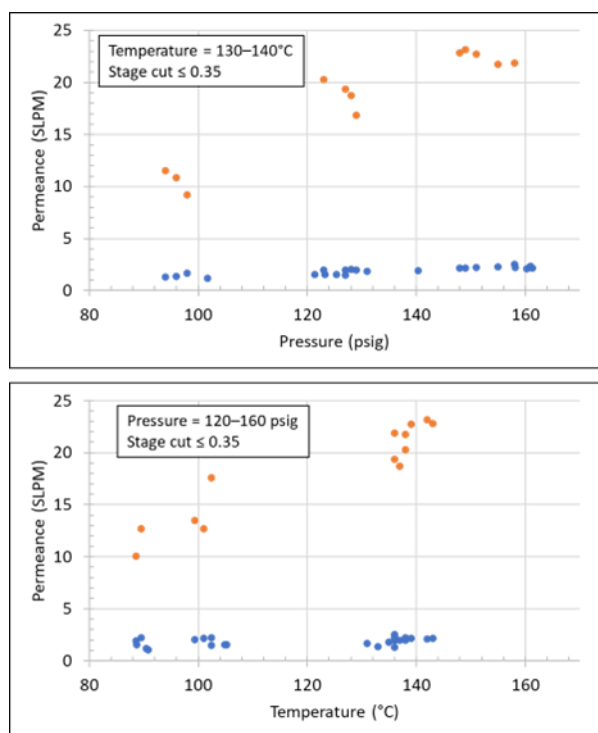 25
20
15
10
5
0
Permeance (SLPM)
Temperature = 130–140°C
Stage cut ≤ 0.35
80 100 120 140 160
Pressure (psig)
25
20
15
10
5
0
Permeance (SLPM)
Pressure = 120–160 psig
Stage cut ≤ 0.35
80 100 120 140 160
Temperature (°C)